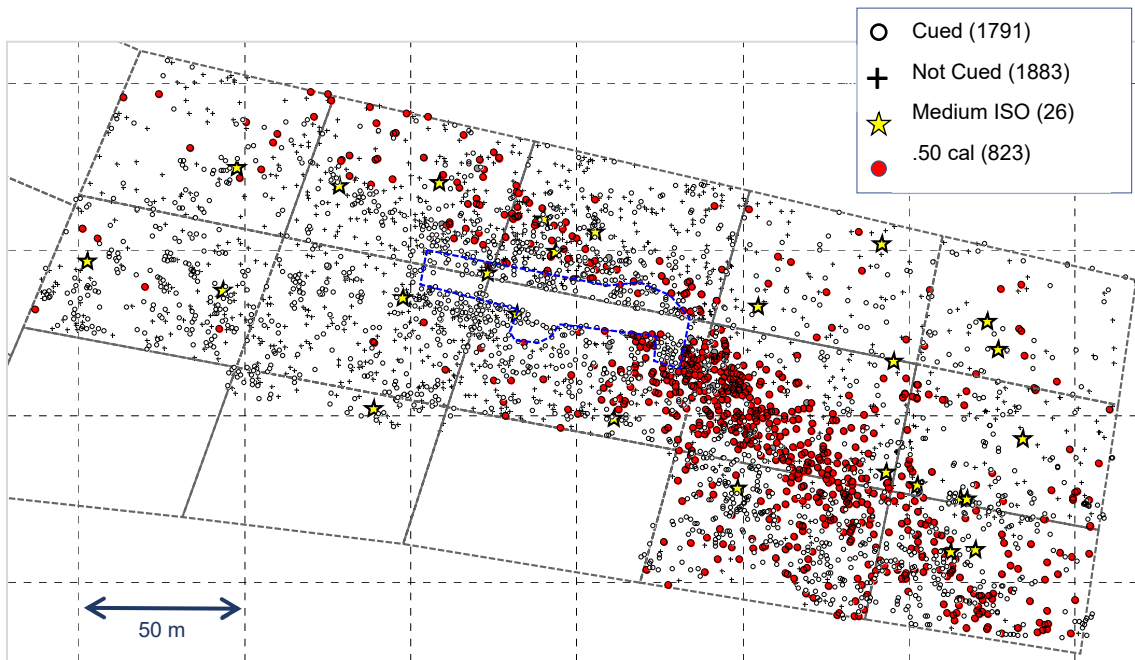 Cued (1791)
Not Cued (1883)
Medium ISO (26)
.50 cal (823)
50 m